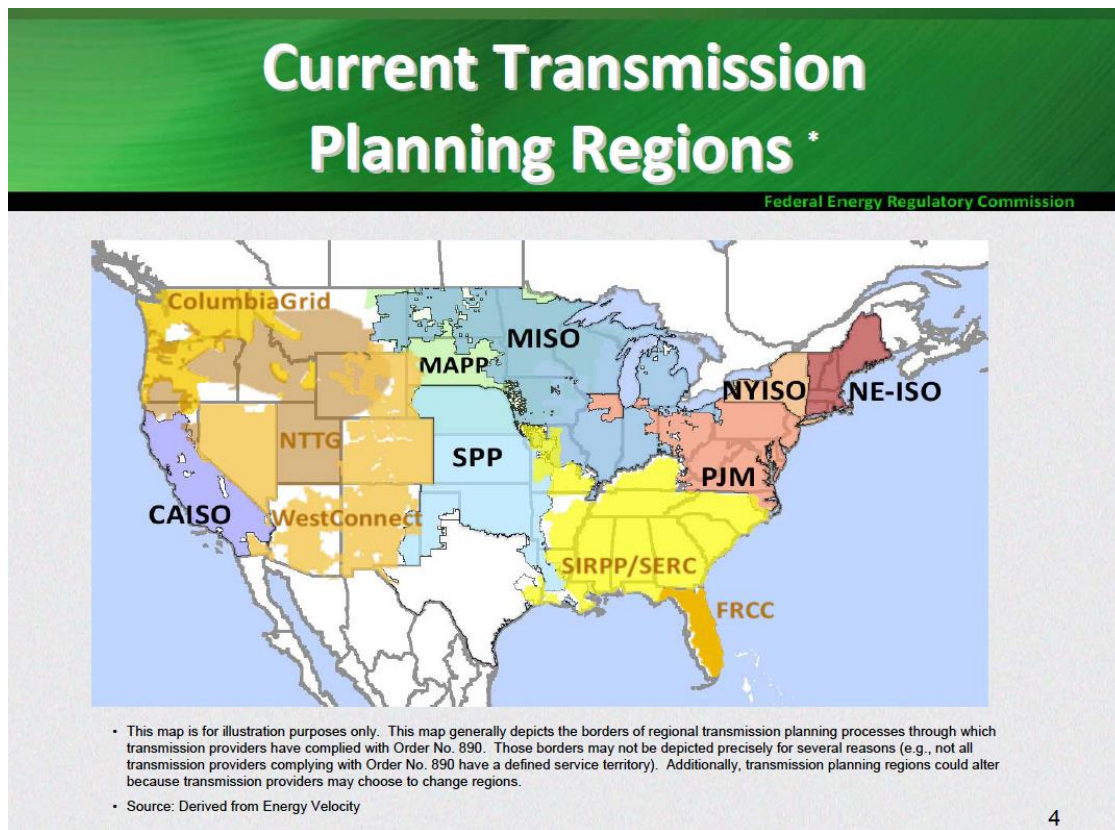 Current Transmission
Planning Regions *
Federal Energy Regulatory Commission
ColumbiaGrid
MISO
MAPP
NYISO
NE-ISO
NTTG
SPP
PJM
CAISO
WestConnect
SIRPP/SERC
FRCC
• This map is for illustration purposes only. This map generally depicts the borders of regional transmission planning processes through which
transmission providers have complied with Order No. 890. Those borders may not be depicted precisely for several reasons (e.g., not all
transmission providers complying with Order No. 890 have a defined service territory). Additionally, transmission planning regions could alter
because transmission providers may choose to change regions.
• Source: Derived from Energy Velocity
4